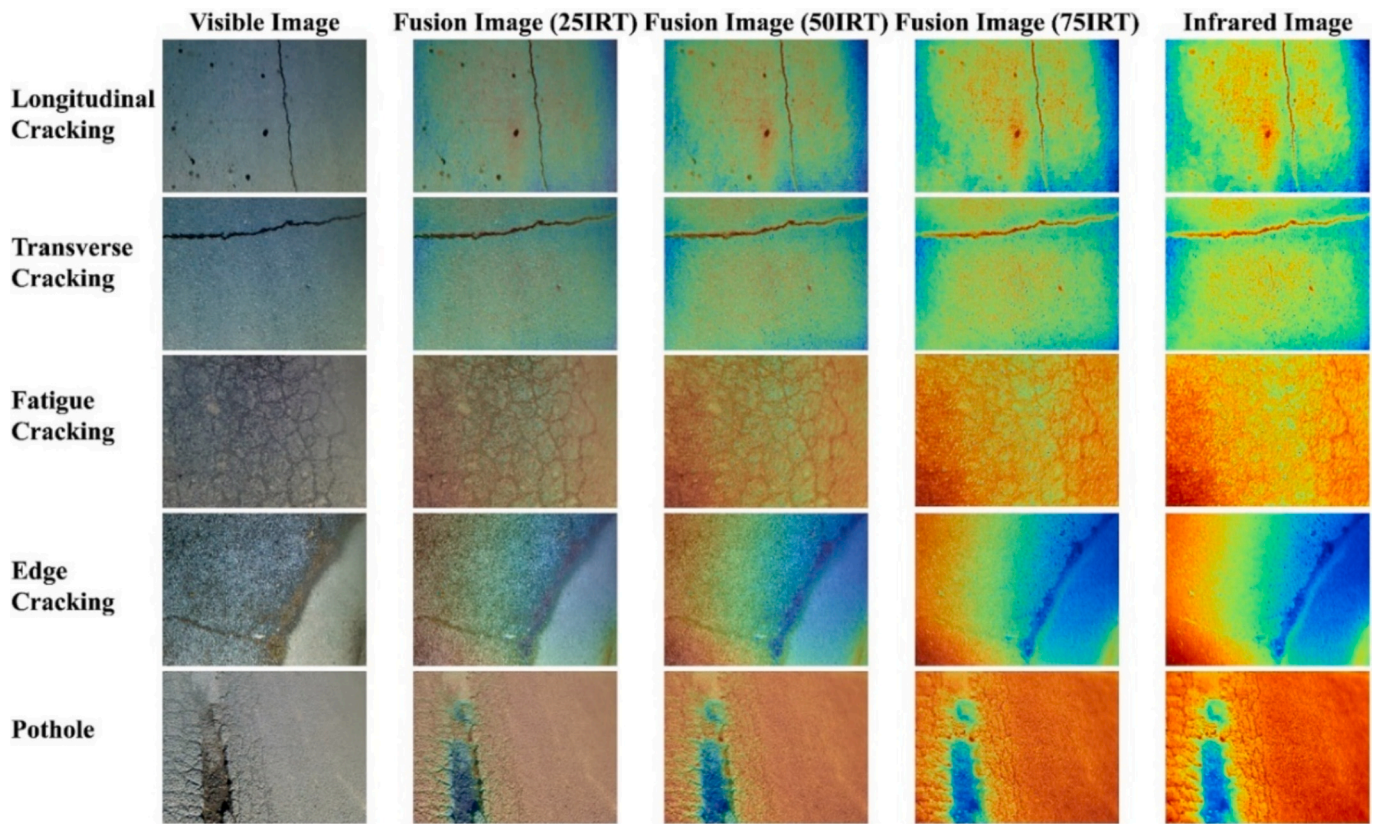 Visible Image
Fusion Image (25IRT)
Fusion Image (50IRT)
Fusion Image (75IRT)
Infrared Image
Longitudinal
Cracking
Transverse
Cracking
Fatigue
Cracking
Edge
Cracking
Pothole